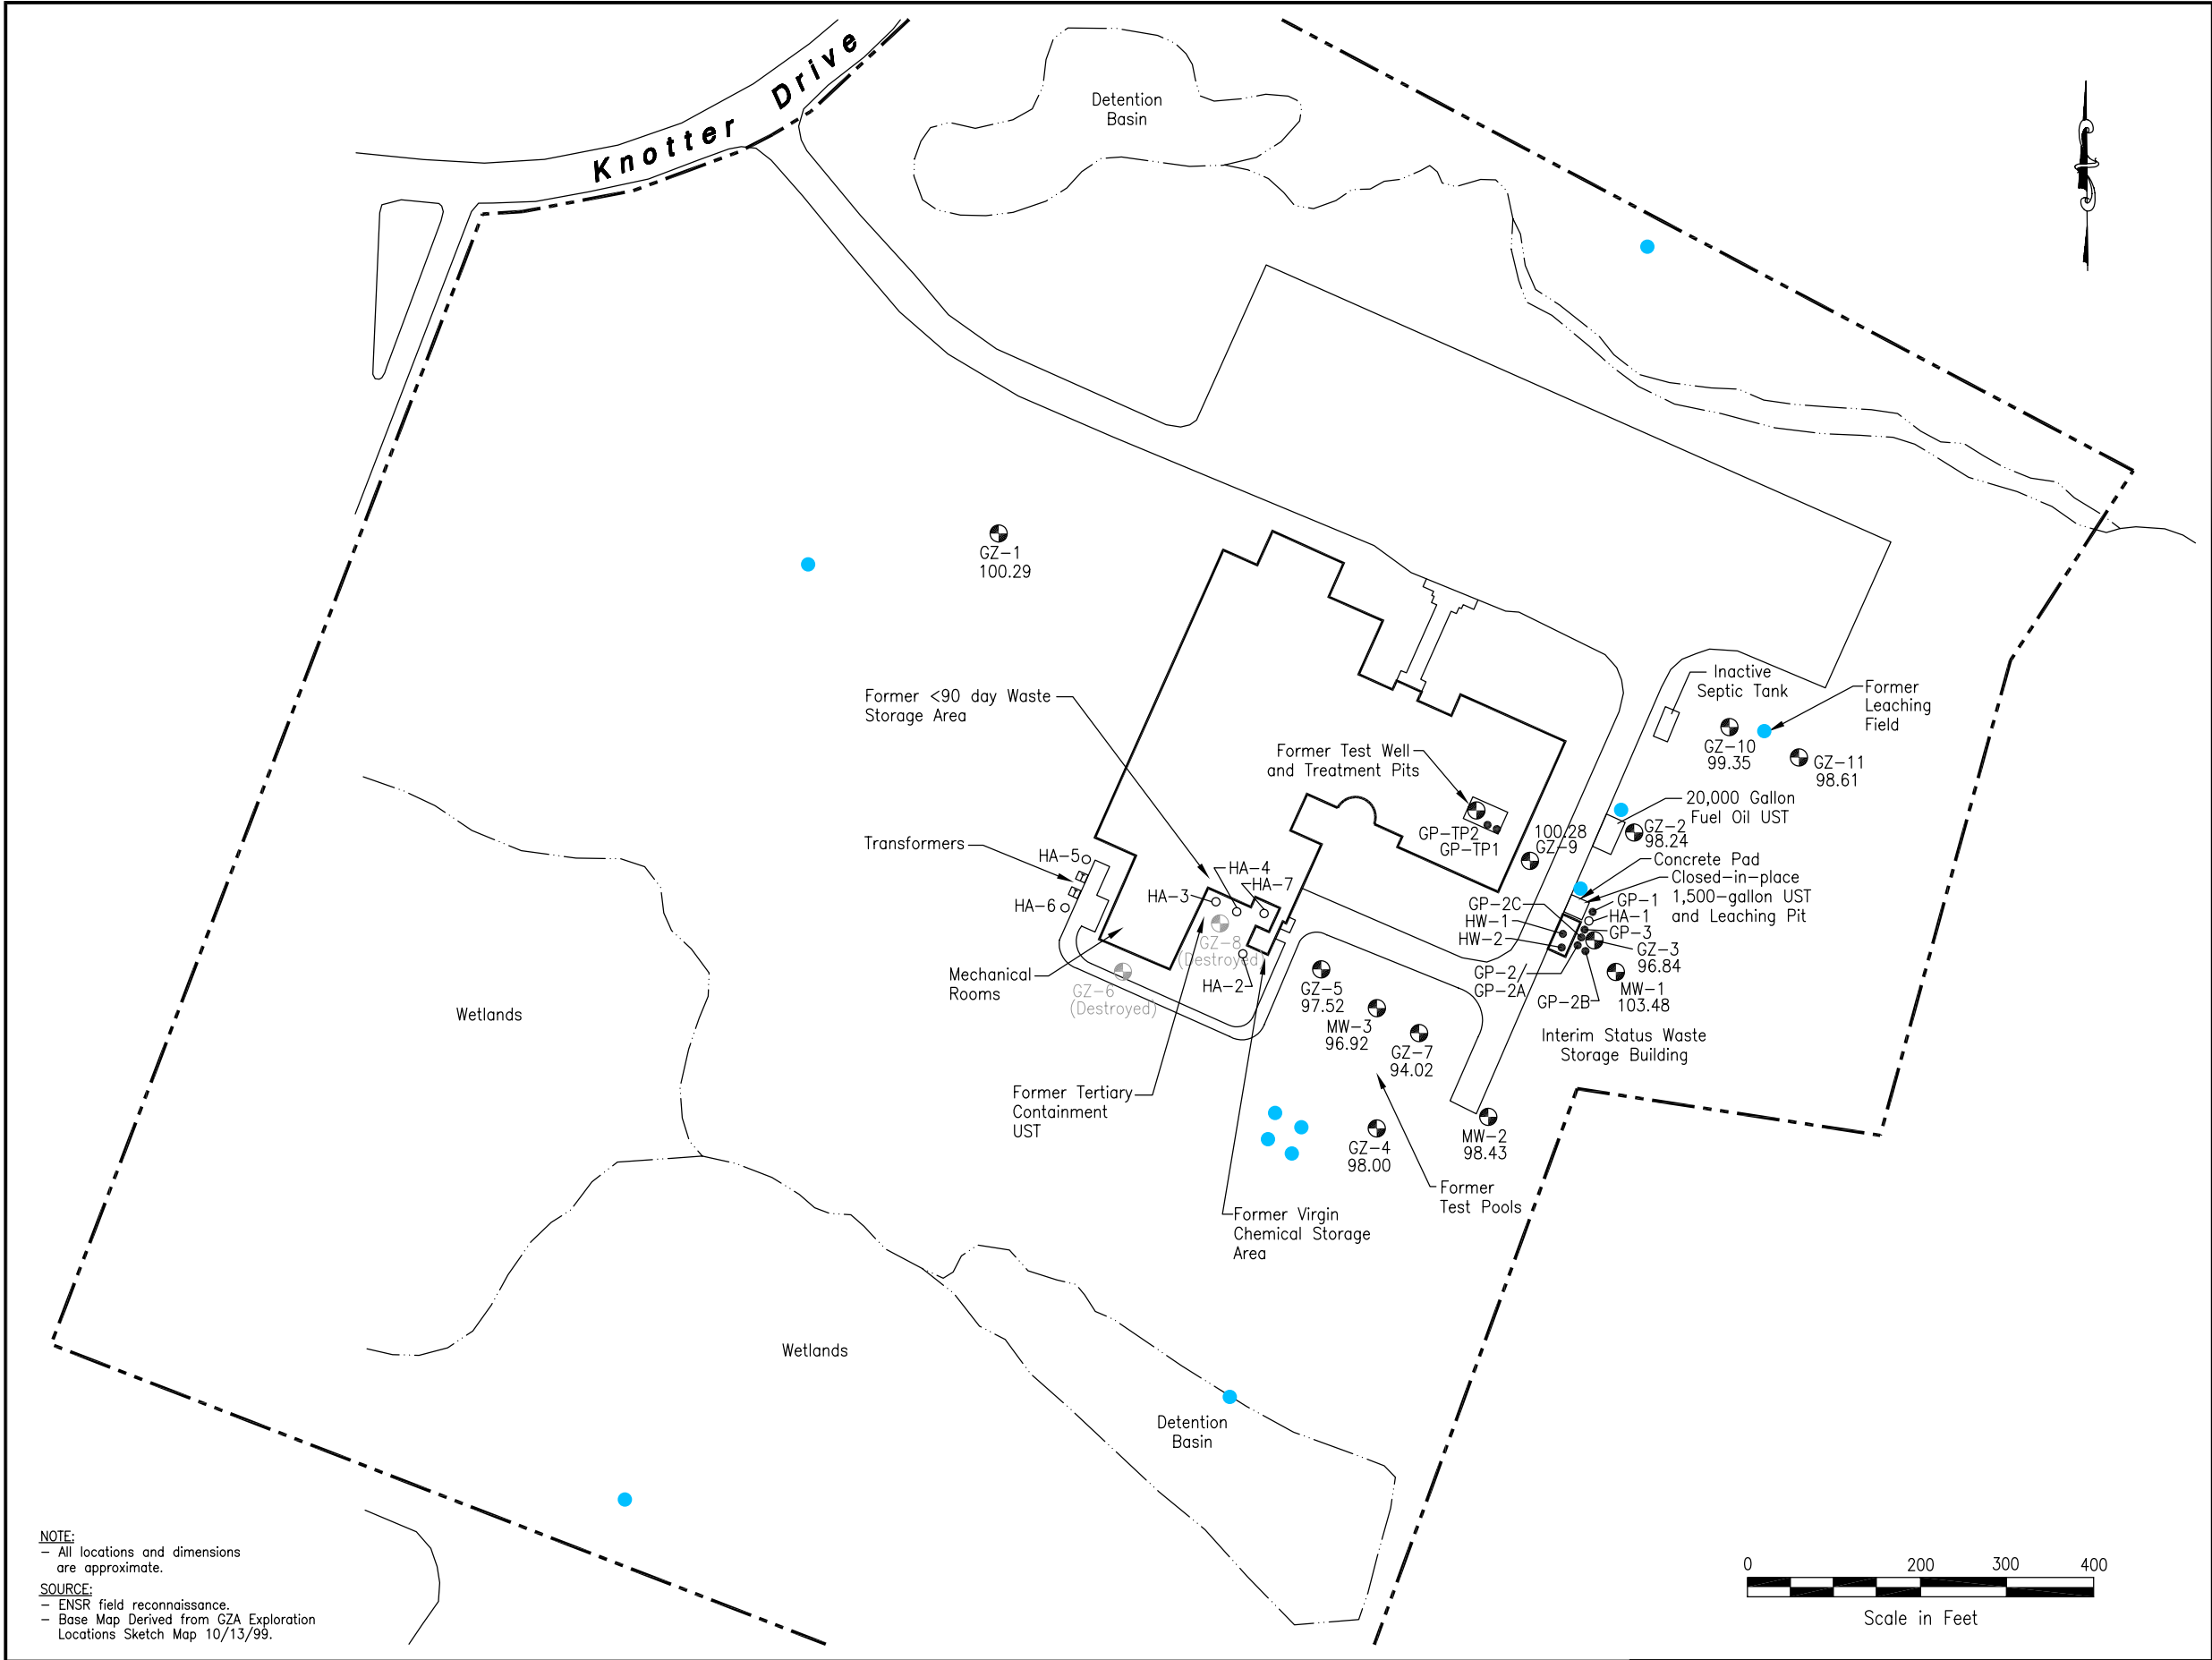 Knotter Drive
Detention
Basin
GZ-1
100.29
Former <90 day Waste
Storage Area
Inactive
Septic Tank
Former
Leaching
Field
GZ-10
99.35
GZ-11
98.61
Former Test Well
and Treatment Pits
20,000 Gallon
Fuel Oil UST
GZ-2
98.24
GP-TP2
GP-TP1
100.28
GZ-9
Transformers
HA-5
HA-6
HA-4
HA-7
HA-3
Concrete Pad
Closed-in-place
1,500-gallon UST
and Leaching Pit
GP-1
HA-1
GP-3
GP-2C
HW-1
HW-2
GZ-3
96.84
GZ-8
(Destroyed)
GZ-6
(Destroyed)
HA-2
Mechanical
Rooms
GZ-5
97.52
MW-3
96.92
GZ-7
94.02
GP-2
GP-2A
GP-2B
MW-1
103.48
Interim Status Waste
Storage Building
Wetlands
Former Tertiary
Containment
UST
GZ-4
98.00
MW-2
98.43
Former
Test Pools
Former Virgin
Chemical Storage
Area
Wetlands
Detention
Basin
NOTE:
- All locations and dimensions
are approximate.
SOURCE:
- ENSR field reconnaissance.
- Base Map Derived from GZA Exploration
Locations Sketch Map 10/13/99.
0 200 300 400
Scale in Feet